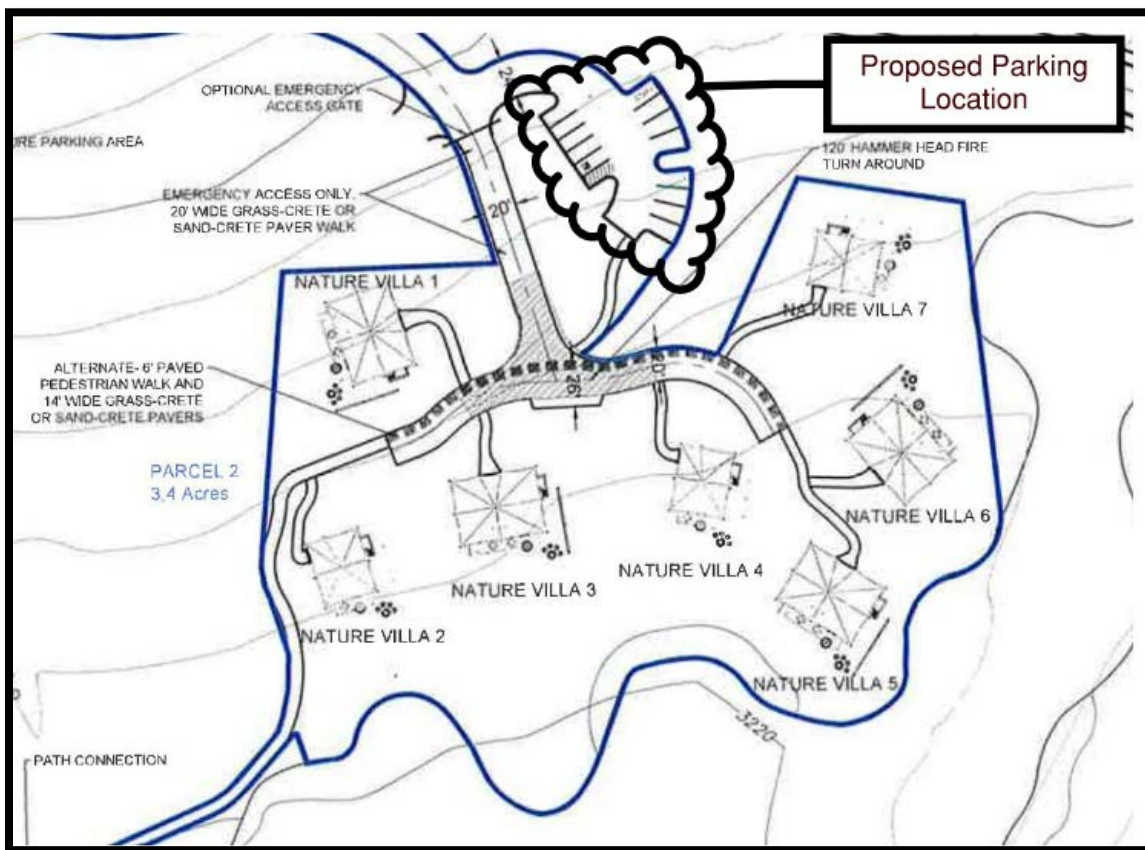 Proposed Parking
Location
24'
OPTIONAL EMERGENCY
ACCESS GATE
RE PARKING AREA
120' HAMMER HEAD FIRE
TURN AROUND
EMERGENCY ACCESS ONLY.
20' WIDE GRASS-CRETE OR
SAND-CRETE PAVER WALK
20'
NATURE VILLA 1
NATURE VILLA 7
ALTERNATE- 6' PAVED
PEDESTRIAN WALK AND
14' WIDE GRASS-CRETE
OR SAND-CRETE PAVERS
20'
26'
PARCEL 2
3.4 Acres
NATURE VILLA 6
NATURE VILLA 4
NATURE VILLA 3
NATURE VILLA 2
NATURE VILLA 5
3220
PATH CONNECTION